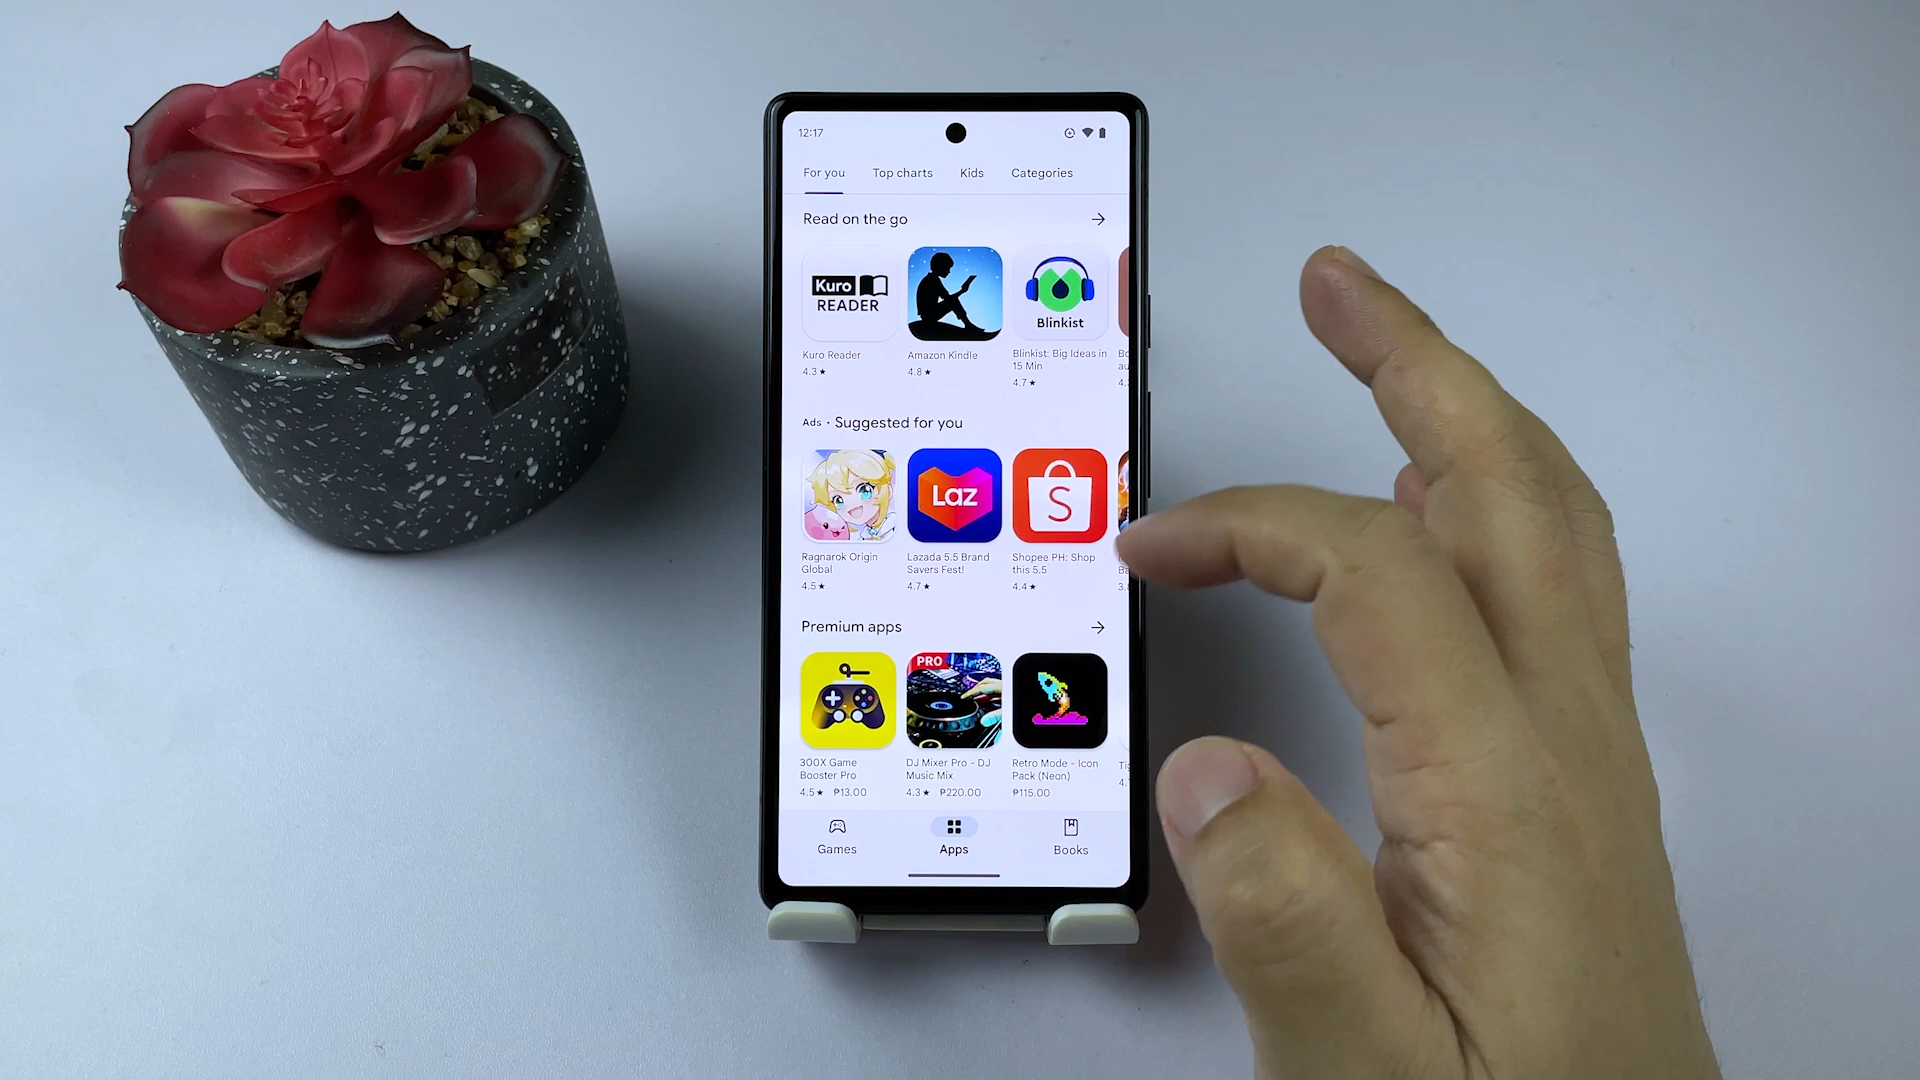 12:17
For you Top charts Kids Categories
Read on the go
Kuro
READER
Blinkist
Kuro Reader
4.3★
Amazon Kindle
4.8★
Blinkist: Big Ideas in
15 Min
4.7★
Ads · Suggested for you
Laz
S
Ragnarok Origin
Global
4.5★
Lazada 5.5 Brand
Savers Fest!
4.7★
Shopee PH: Shop
this 5.5
4.4★
Premium apps
PRO
300X Game
Booster Pro
4.5★ ₱13.00
DJ Mixer Pro - DJ
Music Mix
4.3★ ₱220.00
Retro Mode - Icon
Pack (Neon)
₱115.00
Games Apps Books